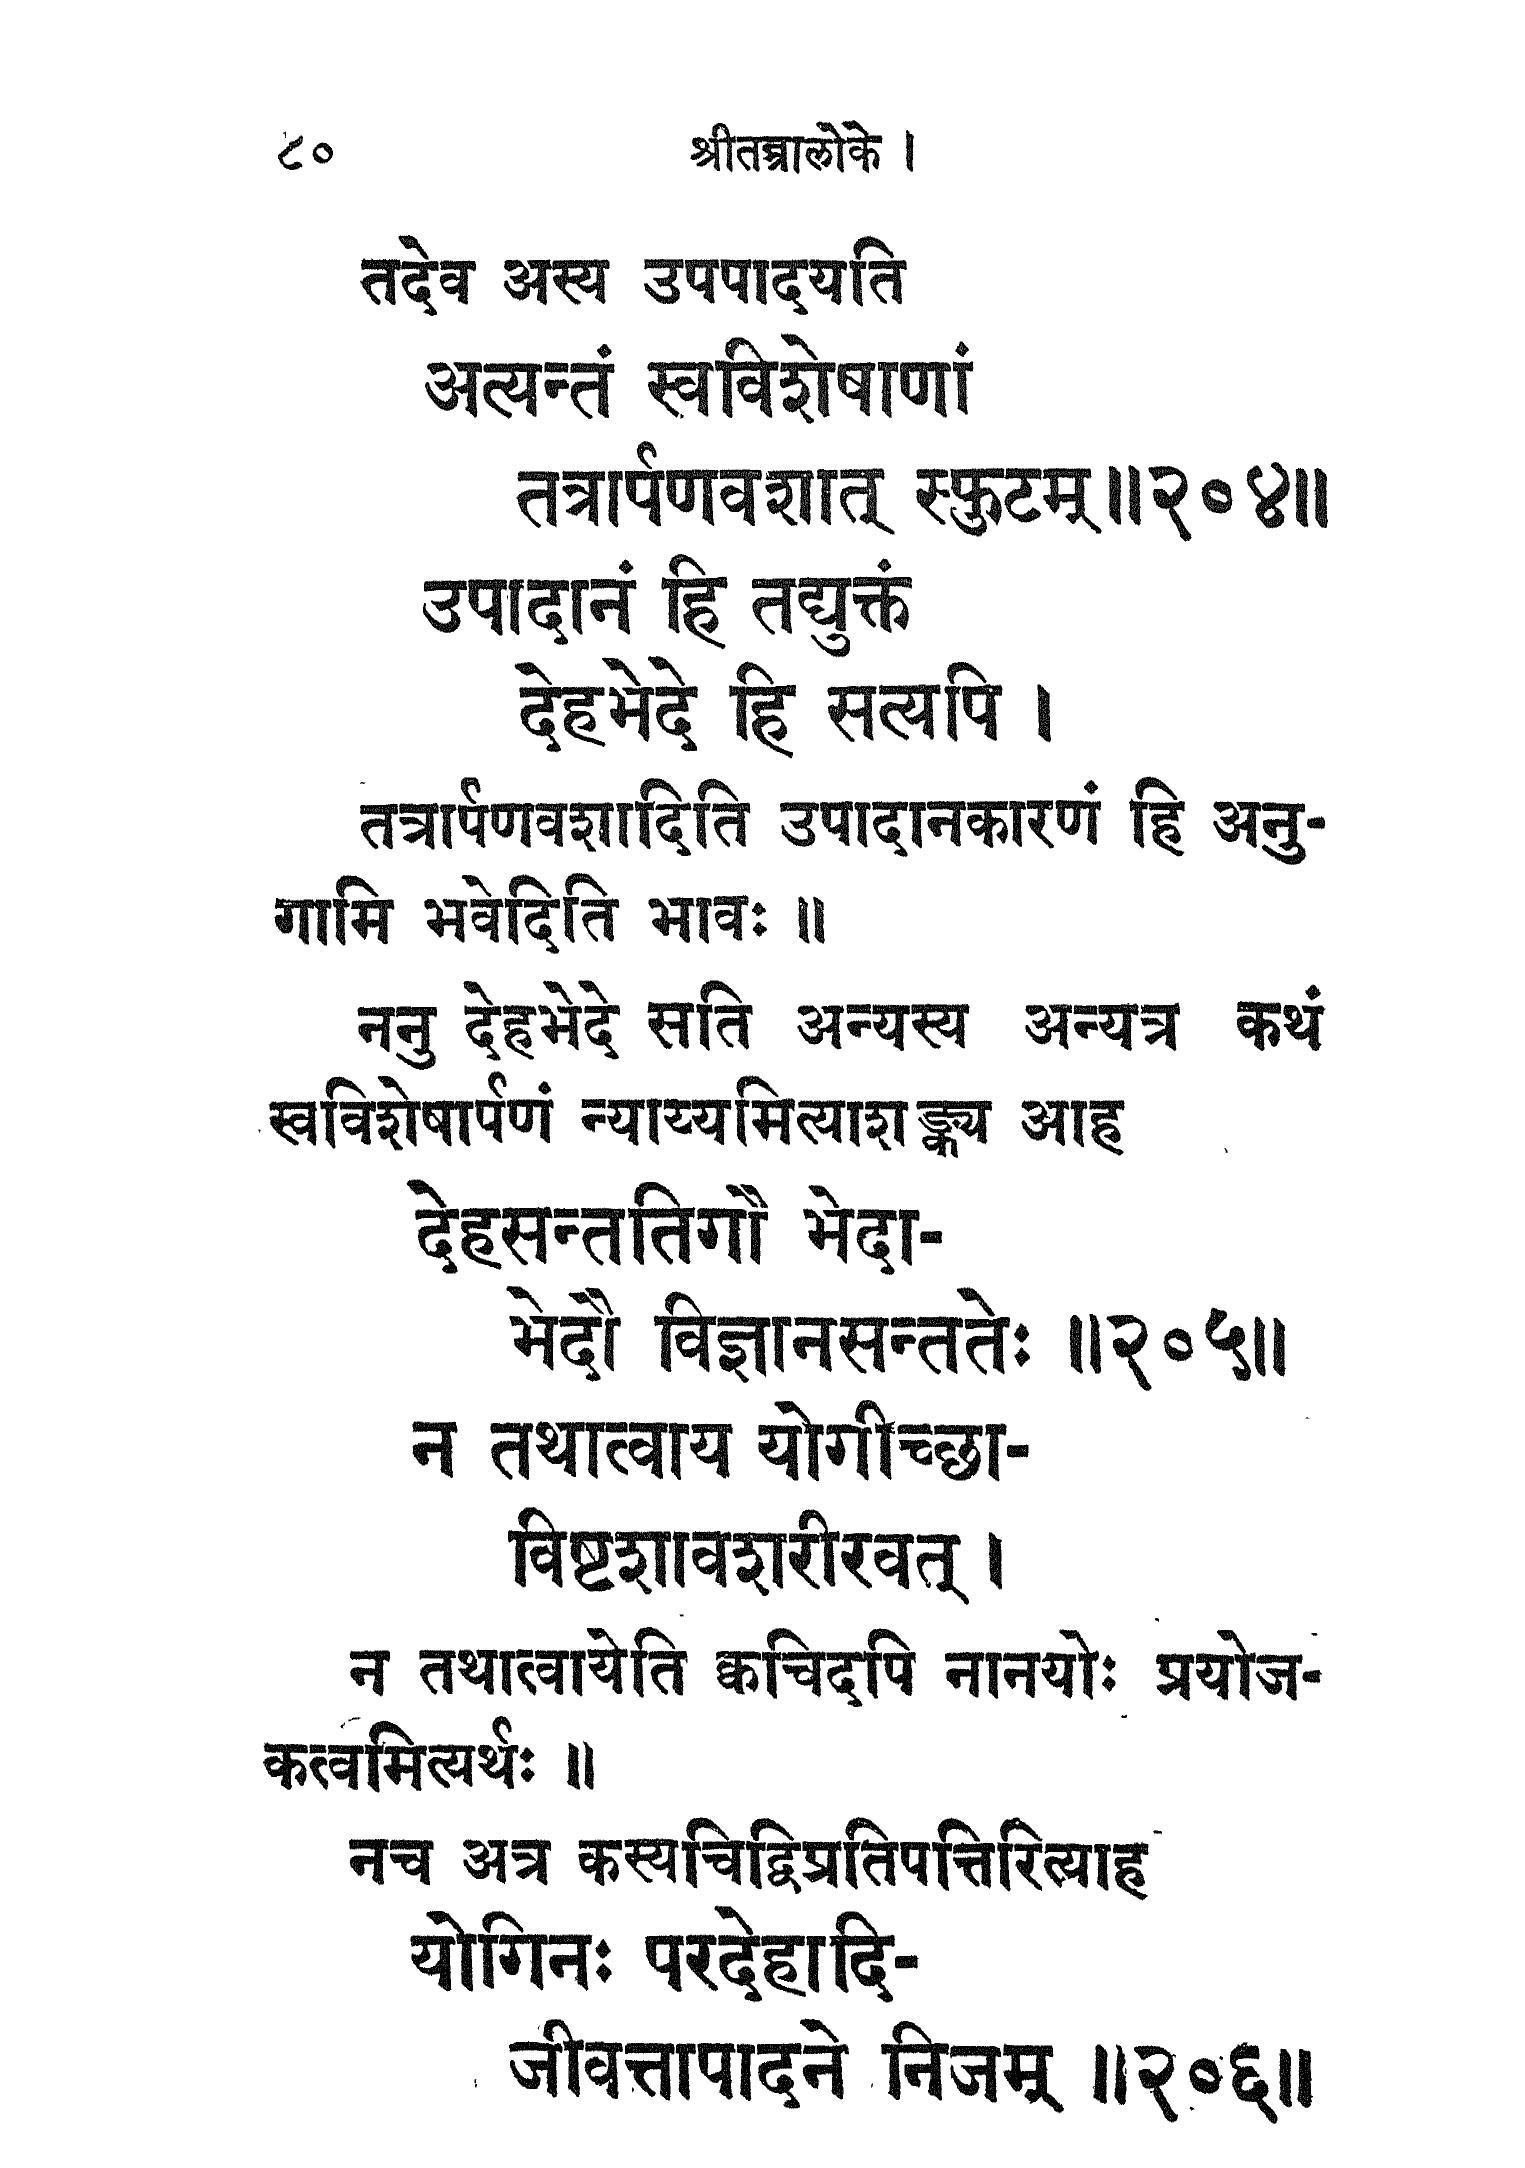 ८० श्रीतन्त्रालोके ।
तदेव अस्य उपपादयति
अत्यन्तं स्वविशेषाणां
तत्रार्पणवशात् स्फुटम्॥२०४॥
उपादानं हि तद्युक्तं
देहभेदे हि सत्यपि ।
तत्रार्पणवशादिति उपादानकारणं हि अनु-
गामि भवेदिति भावः ॥
ननु देहभेदे सति अन्यस्य अन्यत्र कथं
स्वविशेषार्पणं न्याय्यमित्याशङ्क्य आह
देहसन्ततिगौ भेदा-
भेदौ विज्ञानसन्ततेः ॥२०५॥
न तथात्वाय योगीच्छा-
विष्टशावशरीरवत् ।
न तथात्वायेति क्वचिदपि नानयोः प्रयोज-
कत्वमित्यर्थः ॥
नच अत्र कस्यचिद्विप्रतिपत्तिरित्याह
योगिनः परदेहादि-
जीवत्तापादने निजम् ॥२०६॥